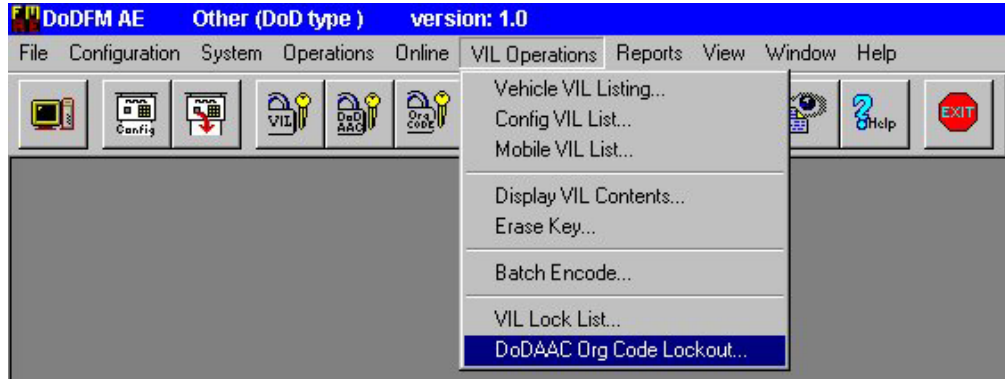 DoDFM AE Other (DoD type ) version: 1.0
File Configuration System Operations Online VIL Operations Reports View Window Help
Config VIL DoD AAC Org Code Help EXIT
Vehicle VIL Listing...
Config VIL List...
Mobile VIL List...
Display VIL Contents...
Erase Key...
Batch Encode...
VIL Lock List...
DoDAAC Org Code Lockout...